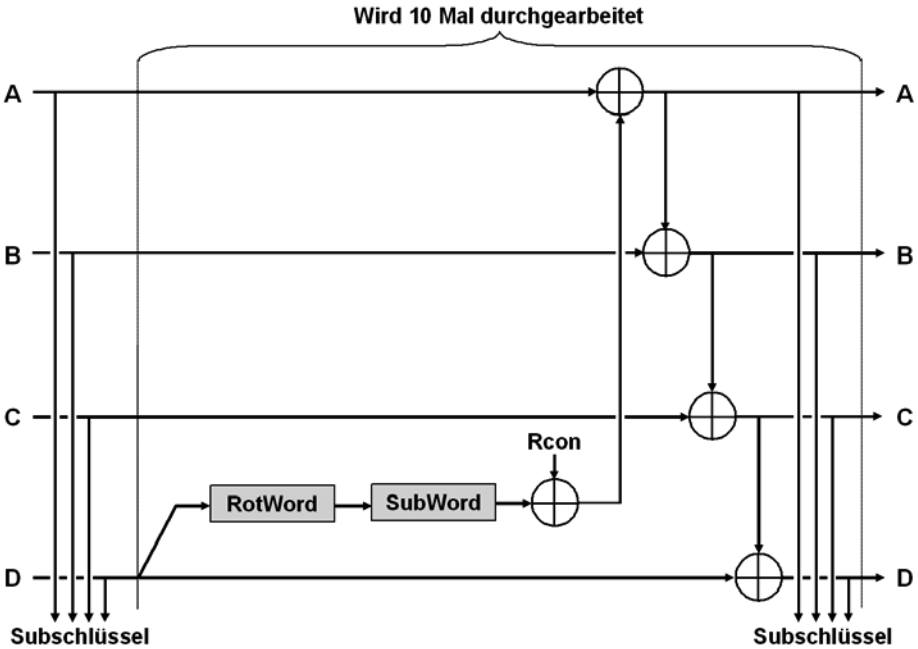 Wird 10 Mal durchgearbeitet
A A
B B
C C
Rcon
RotWord SubWord
D D
Subschlüssel Subschlüssel